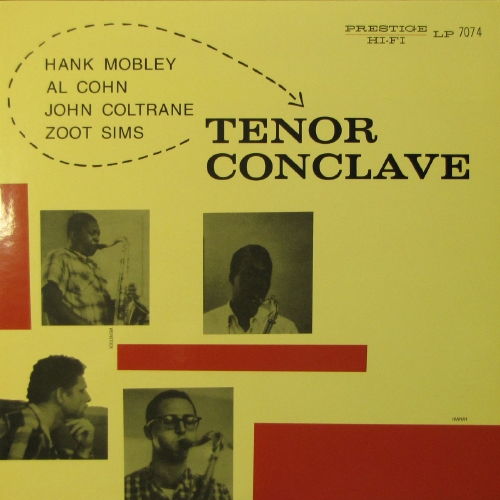 HANK MOBLEY
AL COHN
JOHN COLTRANE
ZOOT SIMS
PRESTIGE
HI-FI
LP 7074
TENOR
CONCLAVE